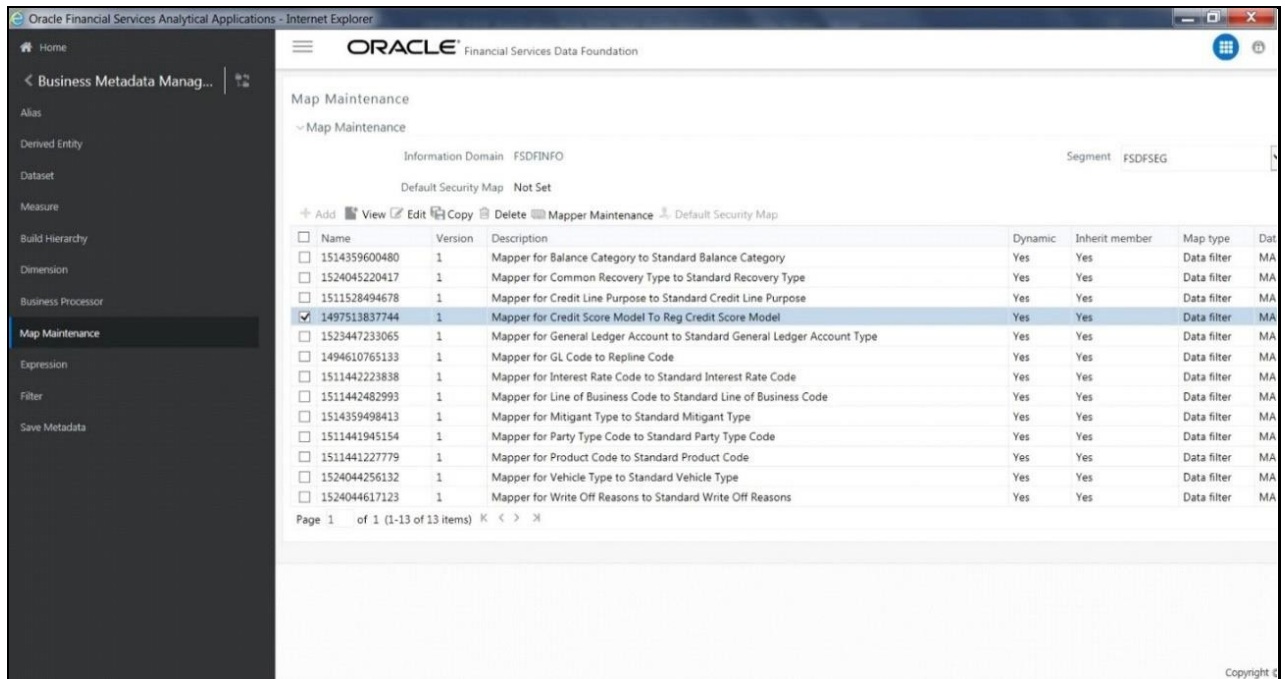 Oracle Financial Services Analytical Applications - Internet Explorer
Home
Business Metadata Manag...
Alias
Derived Entity
Dataset
Measure
Build Hierarchy
Dimension
Business Processor
Map Maintenance
Expression
Filter
Save Metadata
ORACLE Financial Services Data Foundation
Map Maintenance
Map Maintenance
Information Domain FSDFINFO Segment FSDFSEG
Default Security Map Not Set
Add View Edit Copy Delete Mapper Maintenance Default Security Map
Name Version Description Dynamic Inherit member Map type Dat
1514359600480 1 Mapper for Balance Category to Standard Balance Category Yes Yes Data filter MA
1524045220417 1 Mapper for Common Recovery Type to Standard Recovery Type Yes Yes Data filter MA
1511528494678 1 Mapper for Credit Line Purpose to Standard Credit Line Purpose Yes Yes Data filter MA
1497513837744 1 Mapper for Credit Score Model To Reg Credit Score Model Yes Yes Data filter MA
1523447233065 1 Mapper for General Ledger Account to Standard General Ledger Account Type Yes Yes Data filter MA
1494610765133 1 Mapper for GL Code to Repline Code Yes Yes Data filter MA
1511442223838 1 Mapper for Interest Rate Code to Standard Interest Rate Code Yes Yes Data filter MA
1511442482993 1 Mapper for Line of Business Code to Standard Line of Business Code Yes Yes Data filter MA
1514359498413 1 Mapper for Mitigant Type to Standard Mitigant Type Yes Yes Data filter MA
1511441945154 1 Mapper for Party Type Code to Standard Party Type Code Yes Yes Data filter MA
1511441227779 1 Mapper for Product Code to Standard Product Code Yes Yes Data filter MA
1524044256132 1 Mapper for Vehicle Type to Standard Vehicle Type Yes Yes Data filter MA
1524044617123 1 Mapper for Write Off Reasons to Standard Write Off Reasons Yes Yes Data filter MA
Page 1 of 1 (1-13 of 13 items)
Copyright ©